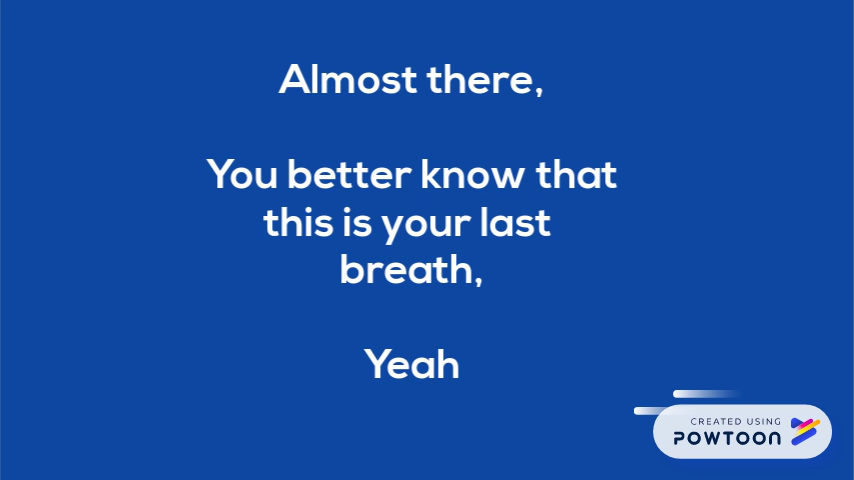 Almost there,
You better know that
this is your last
breath,
Yeah
CREATED USING
POWTOON